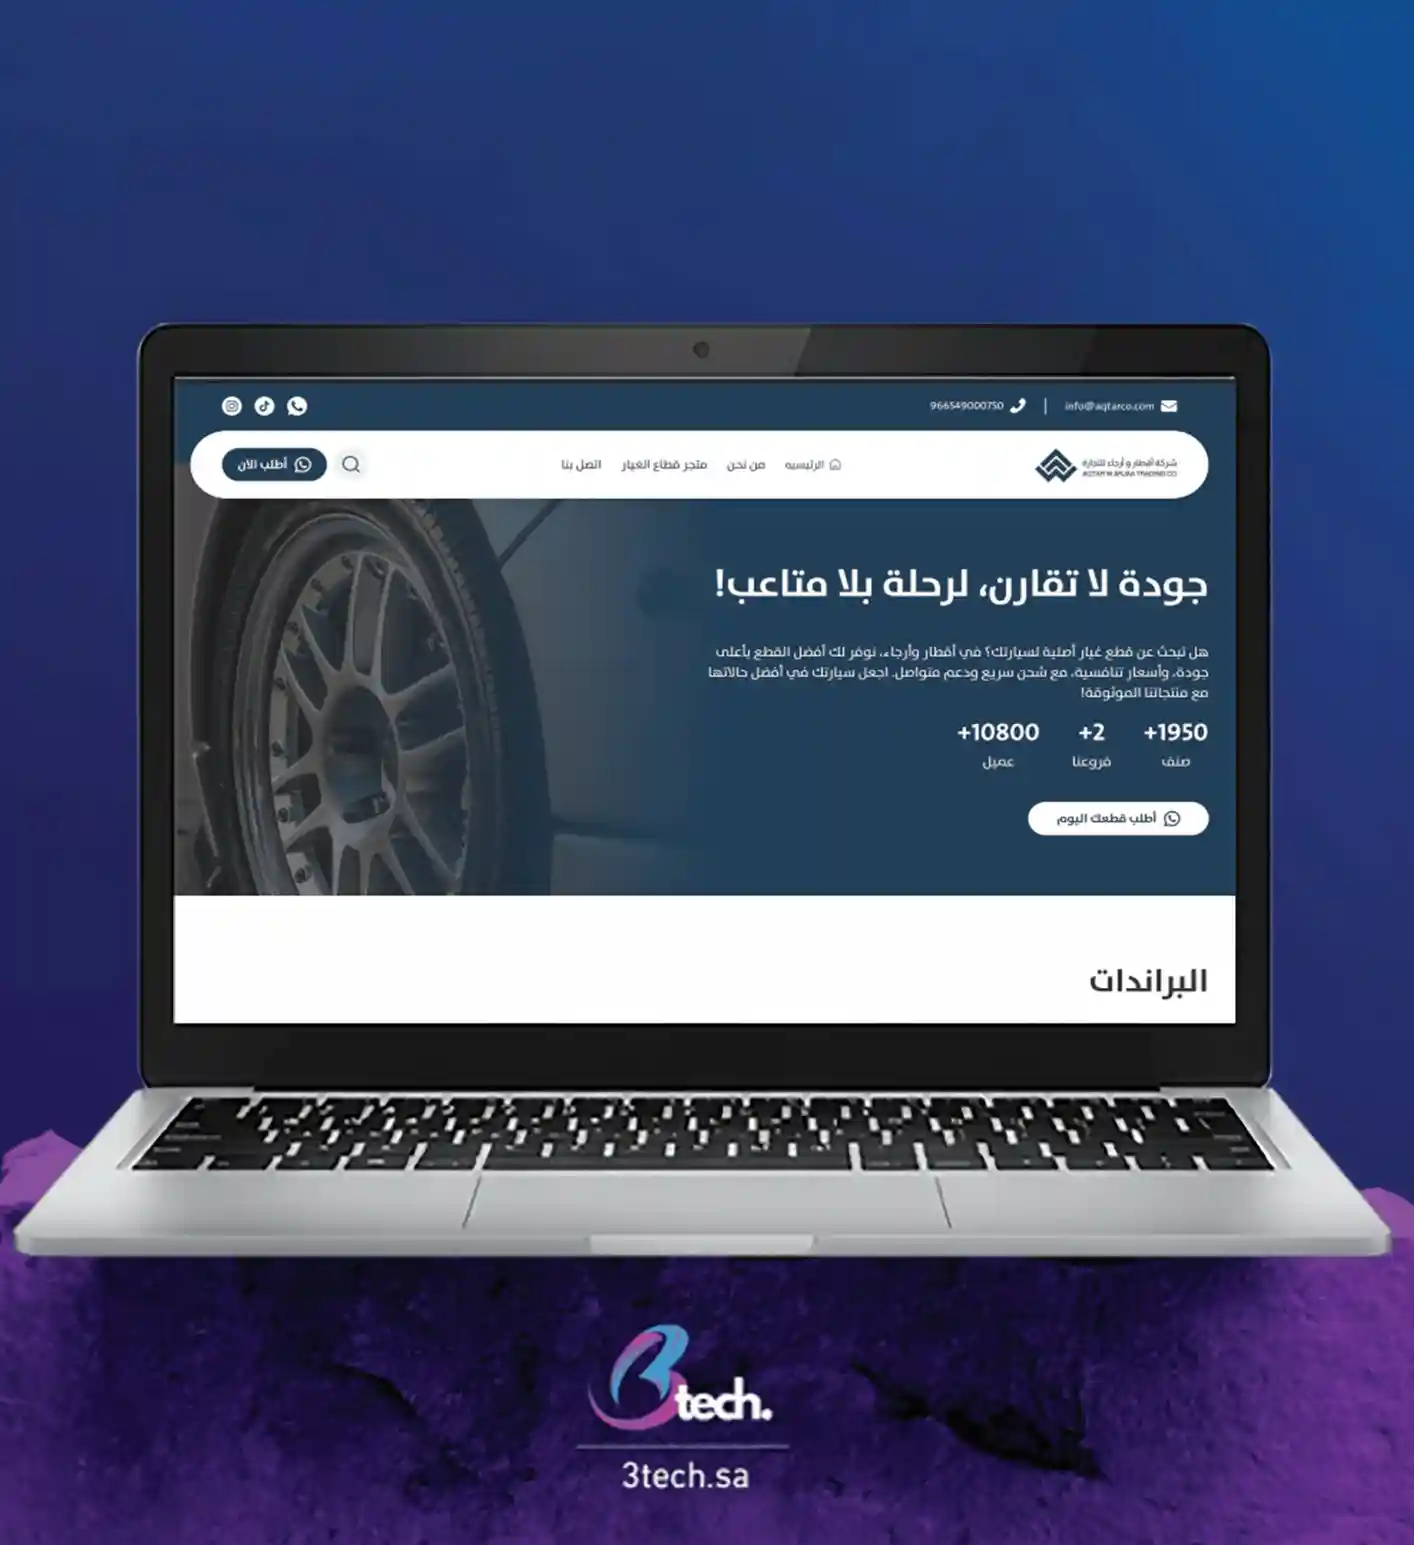 info@aqtarco.com
966549000750
شركة أقطار و أرجاء للتجارة
AQTAR W ARJAA TRADING CO
الرئيسيه
من نحن
متجر قطاع الغيار
اتصل بنا
أطلب الآن
جودة لا تقارن، لرحلة بلا متاعب!
هل تبحث عن قطع غيار أصلية لسيارتك؟ في أقطار وأرجاء، نوفر لك أفضل القطع بأعلى
جودة، وأسعار تنافسية، مع شحن سريع ودعم متواصل. اجعل سيارتك في أفضل حالاتها
مع منتجاتنا الموثوقة!
+1950
+2
+10800
صنف
فروعنا
عميل
أطلب قطعك اليوم
البراندات
3tech.
3tech.sa